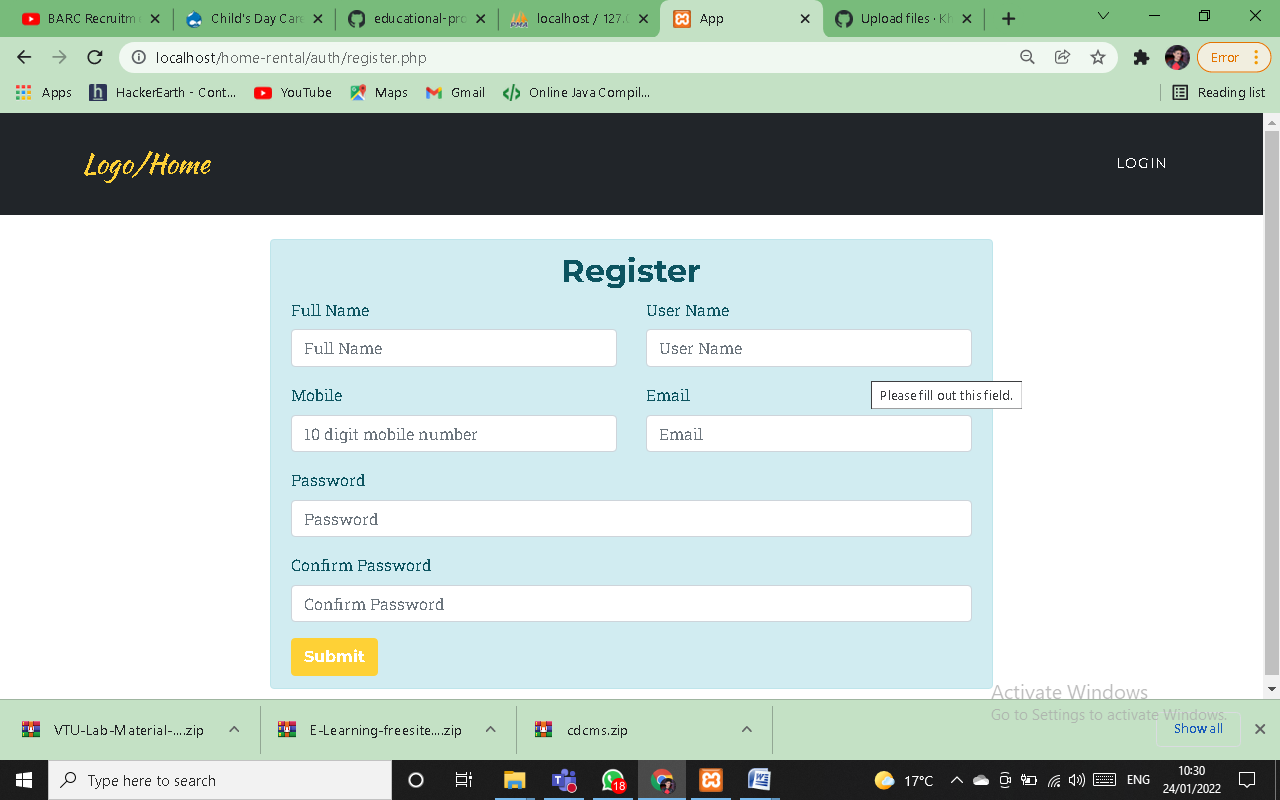 BARC Recruitm
Child's Day Car
educational-pro
localhost / 127.
App
Upload files · Kh
localhost/home-rental/auth/register.php
Error
Apps
HackerEarth - Cont...
YouTube
Maps
Gmail
Online Java Compil...
Reading list
Logo/Home
LOGIN
Register
Full Name
User Name
Full Name
User Name
Mobile
Email
Please fill out this field.
10 digit mobile number
Email
Password
Password
Confirm Password
Confirm Password
Submit
Activate Windows
Go to Settings to activate Windows.
VTU-Lab-Material-....zip
E-Learning-freesite....zip
cdcms.zip
Show all
Type here to search
18
17°C
ENG
10:30
24/01/2022